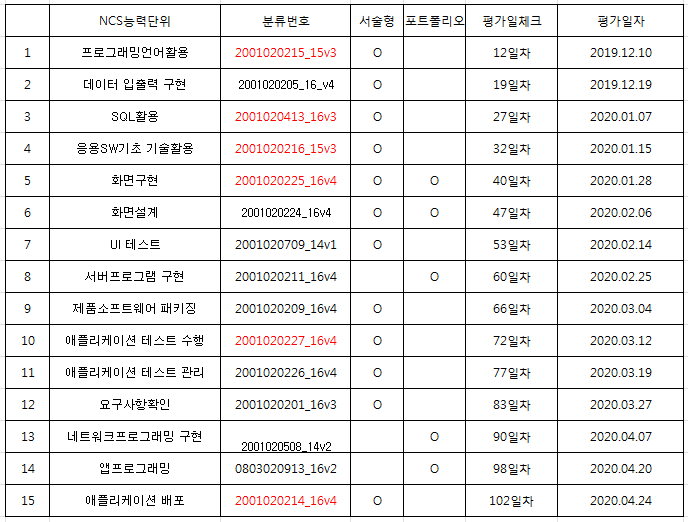 NCS능력단위 분류번호 서술형 포트폴리오 평가일체크 평가일자
1 프로그래밍언어활용 2001020215_15v3 O 12일차 2019.12.10
2 데이터 입출력 구현 2001020205_16_v4 O 19일차 2019.12.19
3 SQL활용 2001020413_16v3 O 27일차 2020.01.07
4 응용SW기초 기술활용 2001020216_15v3 O 32일차 2020.01.15
5 화면구현 2001020225_16v4 O O 40일차 2020.01.28
6 화면설계 2001020224_16v4 O O 47일차 2020.02.06
7 UI 테스트 2001020709_14v1 O 53일차 2020.02.14
8 서버프로그램 구현 2001020211_16v4 O 60일차 2020.02.25
9 제품소프트웨어 패키징 2001020209_16v4 O 66일차 2020.03.04
10 애플리케이션 테스트 수행 2001020227_16v4 O 72일차 2020.03.12
11 애플리케이션 테스트 관리 2001020226_16v4 O 77일차 2020.03.19
12 요구사항확인 2001020201_16v3 O 83일차 2020.03.27
13 네트워크프로그래밍 구현 2001020508_14v2 O 90일차 2020.04.07
14 앱프로그래밍 0803020913_16v2 O 98일차 2020.04.20
15 애플리케이션 배포 2001020214_16v4 O 102일차 2020.04.24